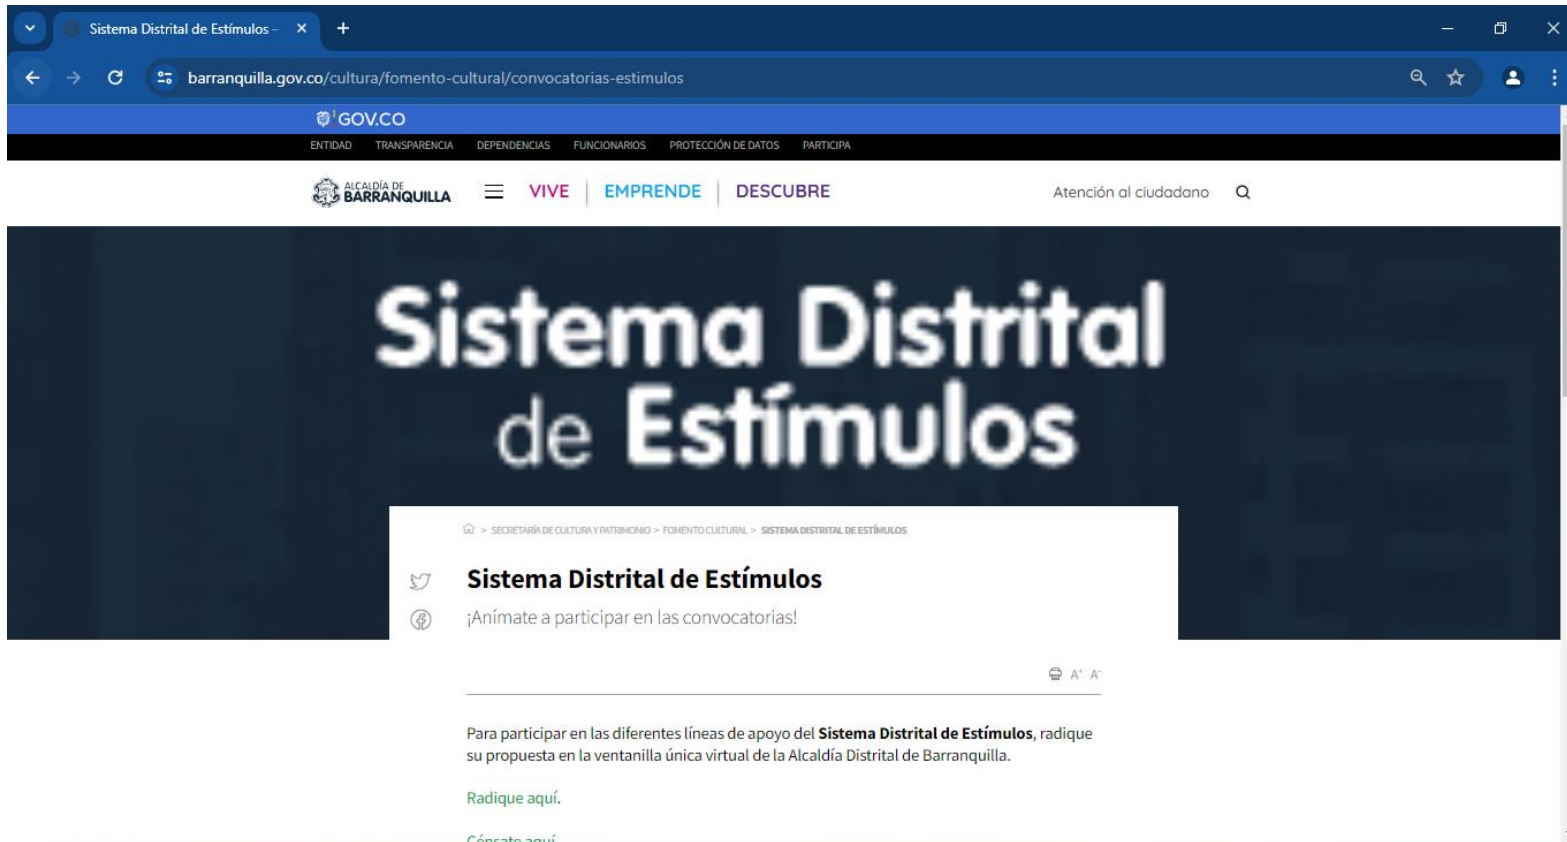 Sistema Distrital de Estímulos –
barranquilla.gov.co/cultura/fomento-cultural/convocatorias-estimulos
GOV.CO
ENTIDAD TRANSPARENCIA DEPENDENCIAS FUNCIONARIOS PROTECCIÓN DE DATOS PARTICIPA
ALCALDÍA DE
BARRANQUILLA
VIVE EMPRENDE DESCUBRE Atención al ciudadano
Sistema Distrital
de Estímulos
> SECRETARÍA DE CULTURA Y PATRIMONIO > FOMENTO CULTURAL > SISTEMA DISTRITAL DE ESTÍMULOS
Sistema Distrital de Estímulos
¡Anímate a participar en las convocatorias!
A+ A-
Para participar en las diferentes líneas de apoyo del Sistema Distrital de Estímulos, radique
su propuesta en la ventanilla única virtual de la Alcaldía Distrital de Barranquilla.
Radique aquí.
Cénsate aquí